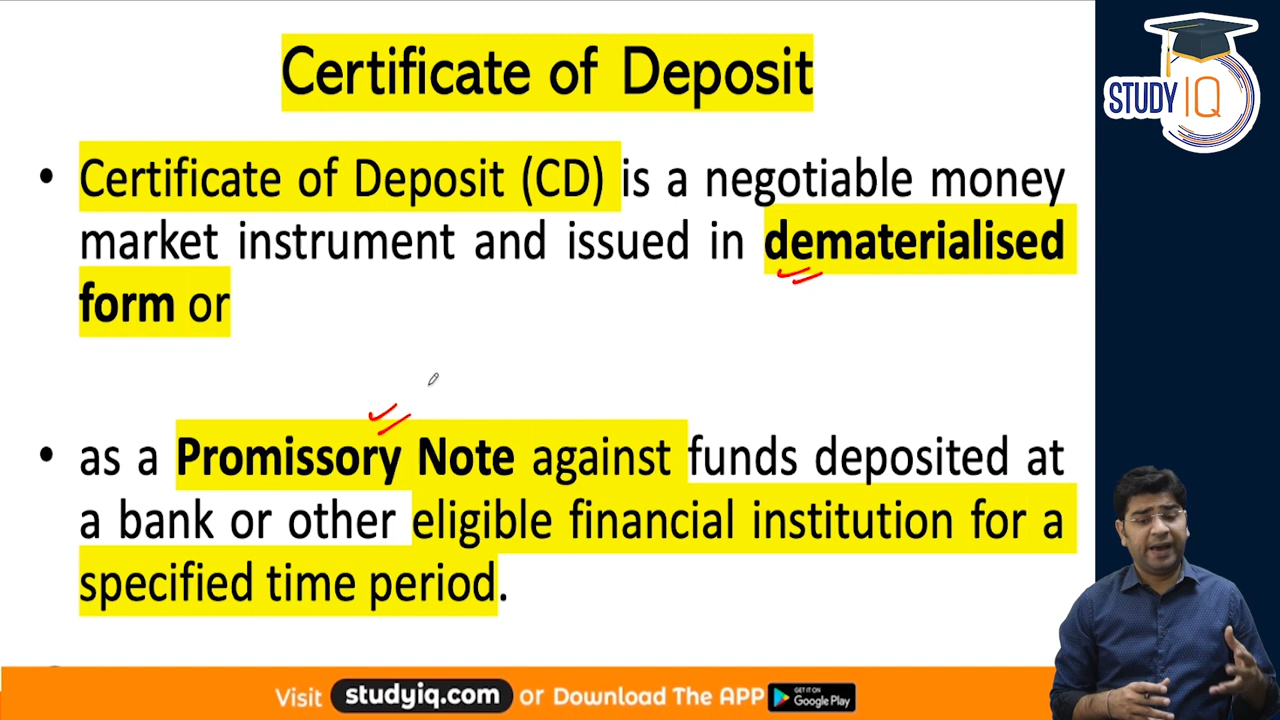 Certificate of Deposit
STUDY IQ
• Certificate of Deposit (CD) is a negotiable money
market instrument and issued in dematerialised
form or
• as a Promissory Note against funds deposited at
a bank or other eligible financial institution for a
specified time period.
Visit studyiq.com or Download The APP GET IT ON Google Play